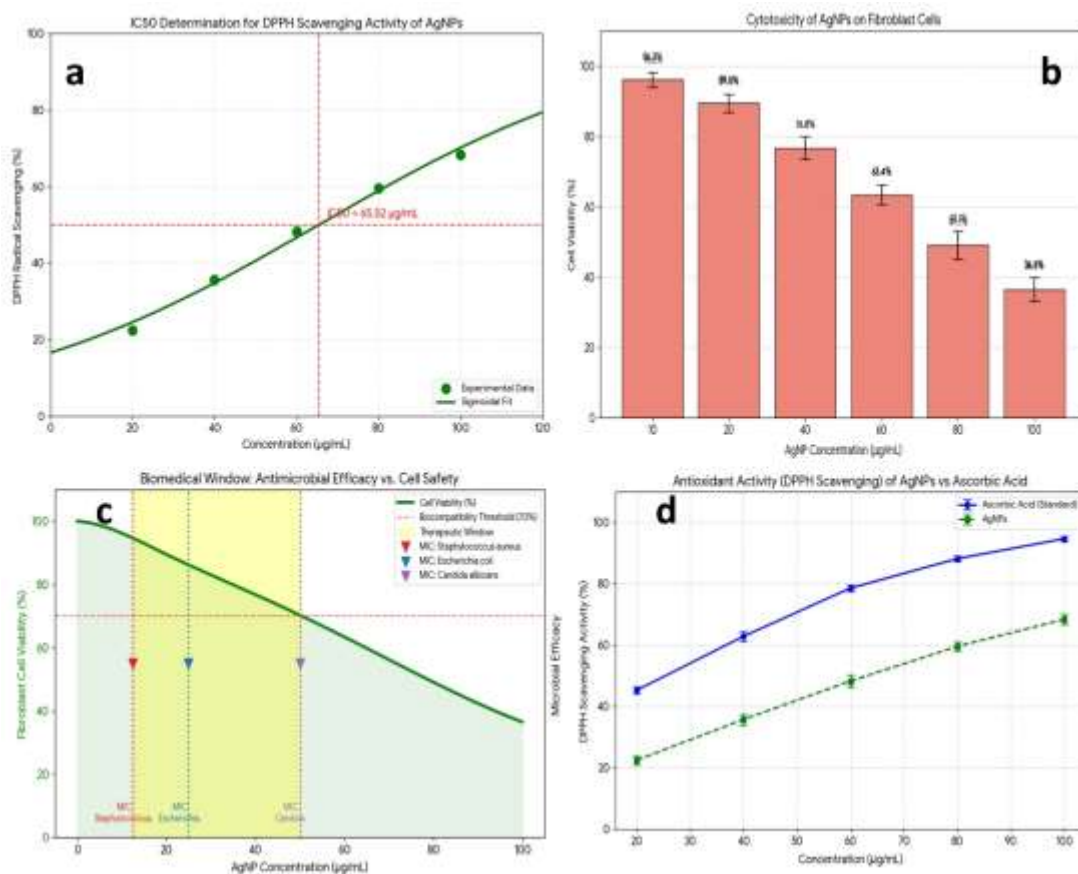 IC50 Determination for DPPH Scavenging Activity of AgNPs
a
100
80
60
40
20
0
DPPH Radical Scavenging (%)
IC50 = 65.32 µg/mL
Experimental Data
Sigmoidal Fit
0 20 40 60 80 100 120
Concentration (µg/mL)
Cytotoxicity of AgNPs on Fibroblast Cells
b
100
80
60
40
20
0
Cell Viability (%)
63.4%
10 20 40 60 80 100
AgNP Concentration (µg/mL)
Biomedical Window: Antimicrobial Efficacy vs. Cell Safety
c
100
80
60
40
20
0
Fibroblast Cell Viability (%)
Microbial Efficacy
Cell Viability (%)
Biocompatibility Threshold (70%)
Therapeutic Window
MIC: Staphylococcus aureus
MIC: Escherichia coli
MIC: Candida albicans
MIC: Staphylococcus
MIC: Escherichia
MIC: Candida
0 20 40 60 80 100
AgNP Concentration (µg/mL)
Antioxidant Activity (DPPH Scavenging) of AgNPs vs Ascorbic Acid
d
Ascorbic Acid (Standard)
AgNPs
100
80
60
40
20
0
DPPH Scavenging Activity (%)
20 30 40 50 60 70 80 90 100
Concentration (µg/mL)